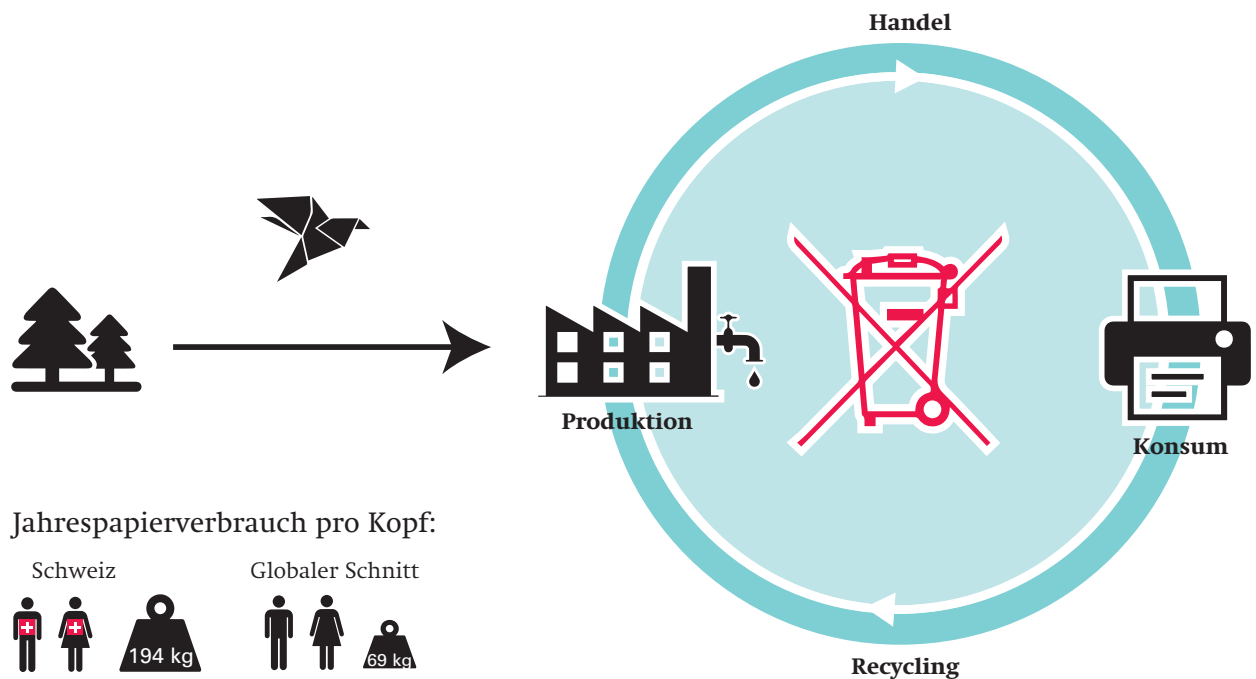 Handel
Produktion
Konsum
Jahrespapierverbrauch pro Kopf:
Schweiz
Globaler Schnitt
194 kg
69 kg
Recycling